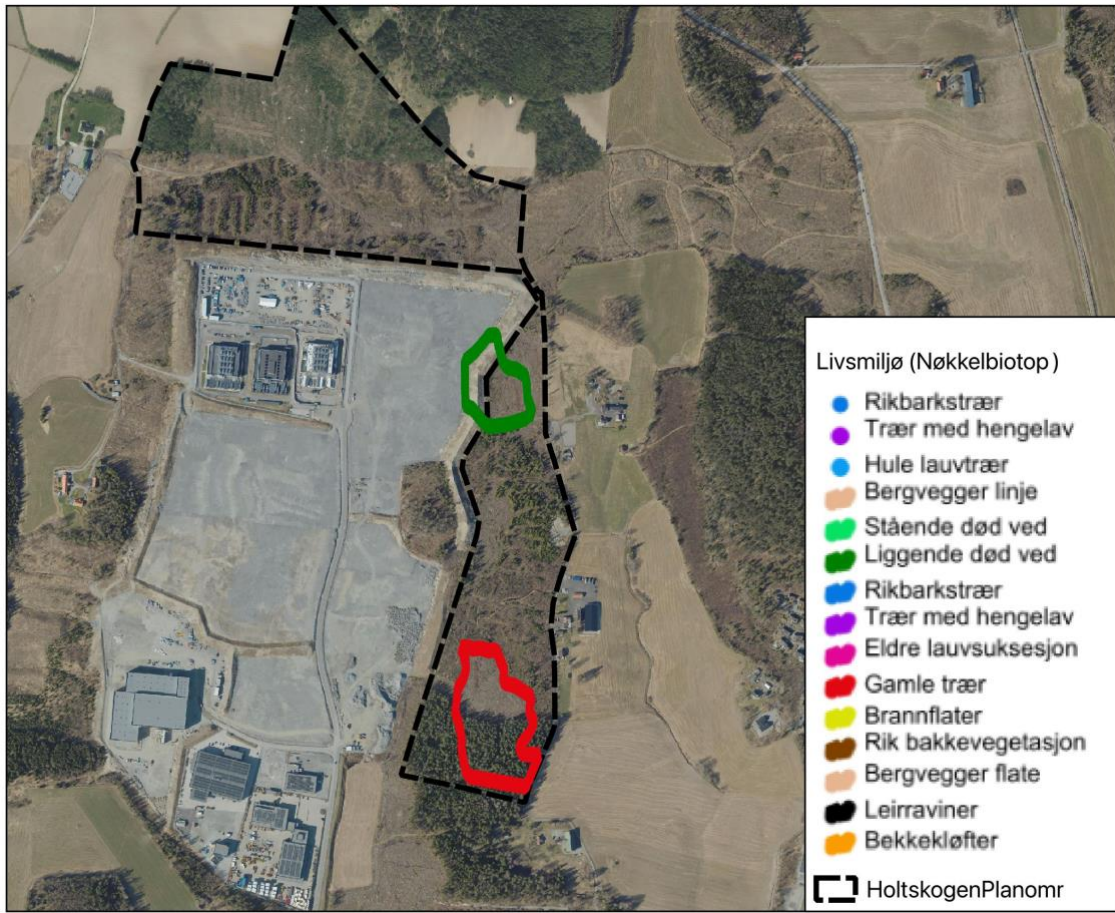 Livsmiljø (Nøkkelbiotop )
Rikbarkstrær
Trær med hengelav
Hule lauvtrær
Bergvegger linje
Stående død ved
Liggende død ved
Rikbarkstrær
Trær med hengelav
Eldre lauvsuksesjon
Gamle trær
Brannflater
Rik bakkevegetasjon
Bergvegger flate
Leirraviner
Bekkekløfter
HoltskogenPlanomr